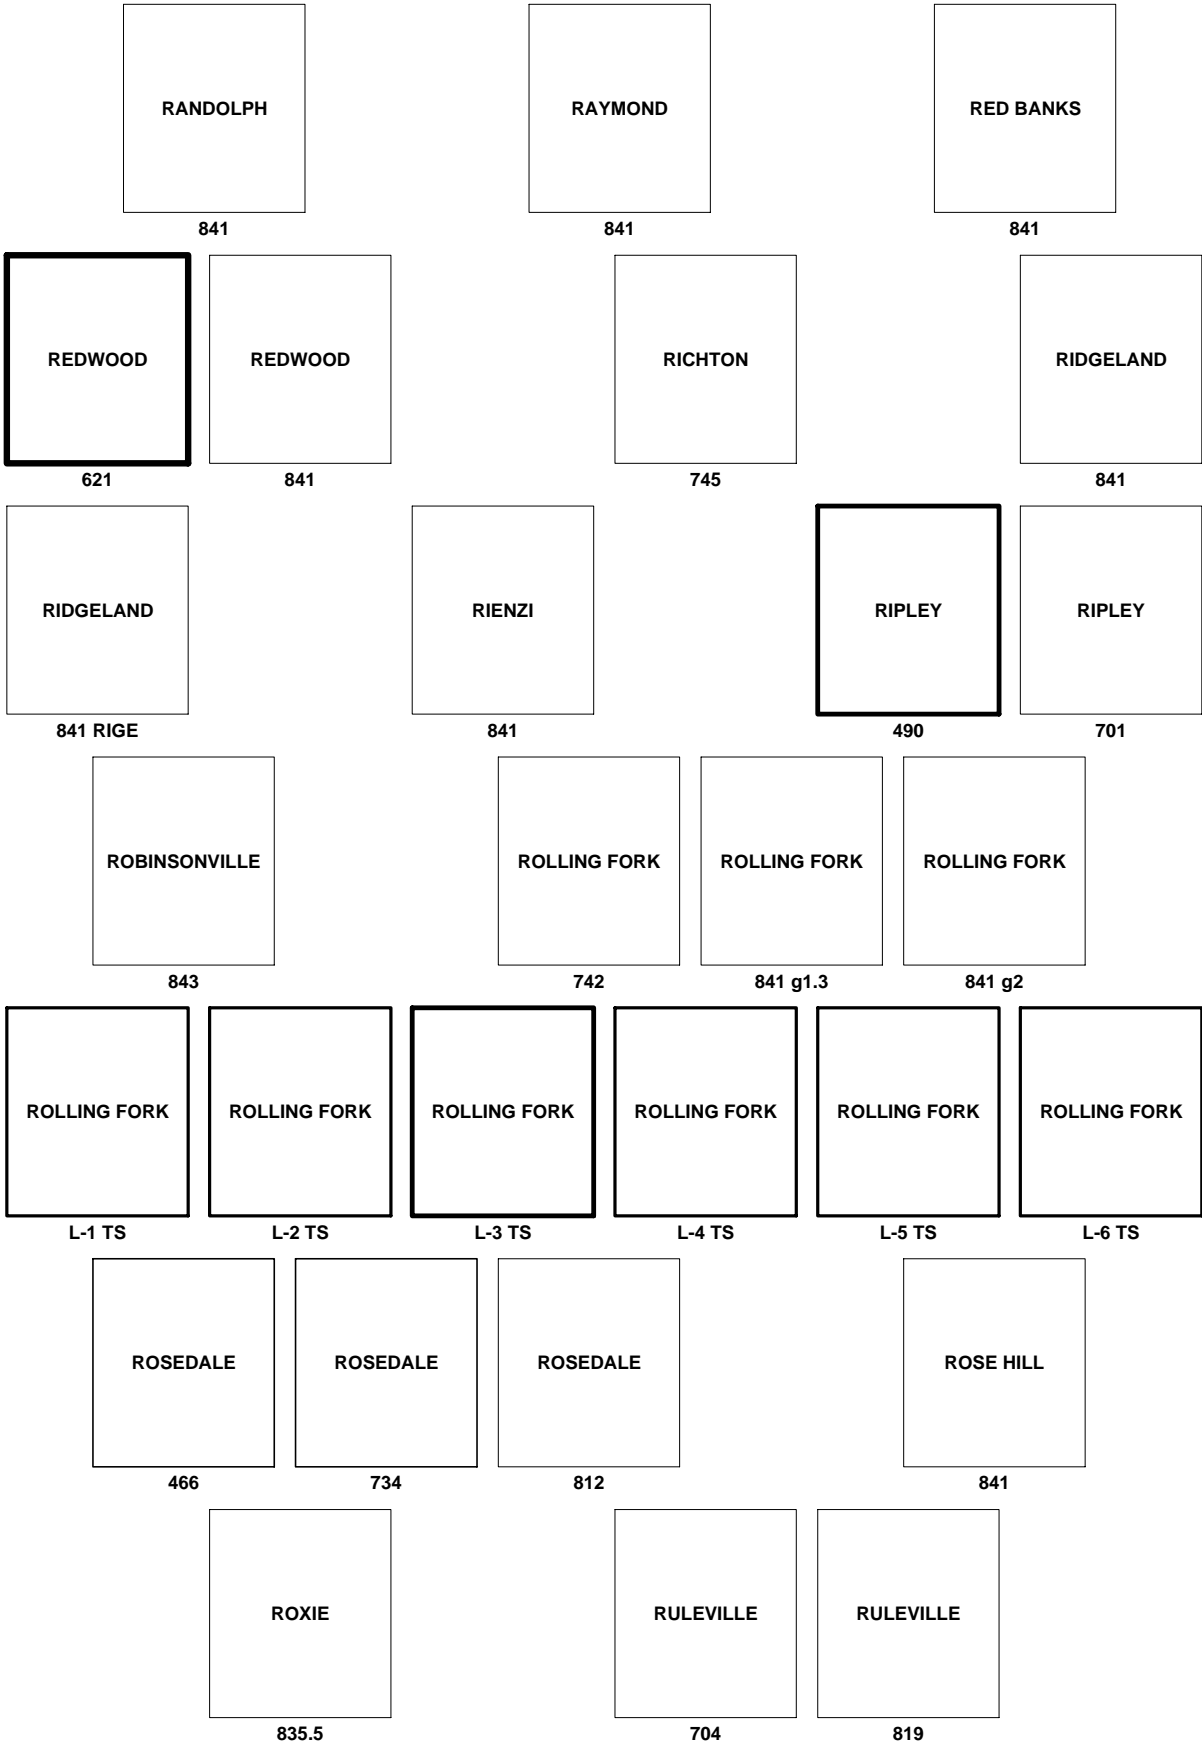 RANDOLPH RAYMOND RED BANKS
841 841 841
REDWOOD REDWOOD RICHTON RIDGELAND
621 841 745 841
RIDGELAND RIENZI RIPLEY RIPLEY
841 RIGE 841 490 701
ROBINSONVILLE ROLLING FORK ROLLING FORK ROLLING FORK
843 742 841 g1.3 841 g2
ROLLING FORK ROLLING FORK ROLLING FORK ROLLING FORK ROLLING FORK ROLLING FORK
L-1 TS L-2 TS L-3 TS L-4 TS L-5 TS L-6 TS
ROSEDALE ROSEDALE ROSEDALE ROSE HILL
466 734 812 841
ROXIE RULEVILLE RULEVILLE
835.5 704 819